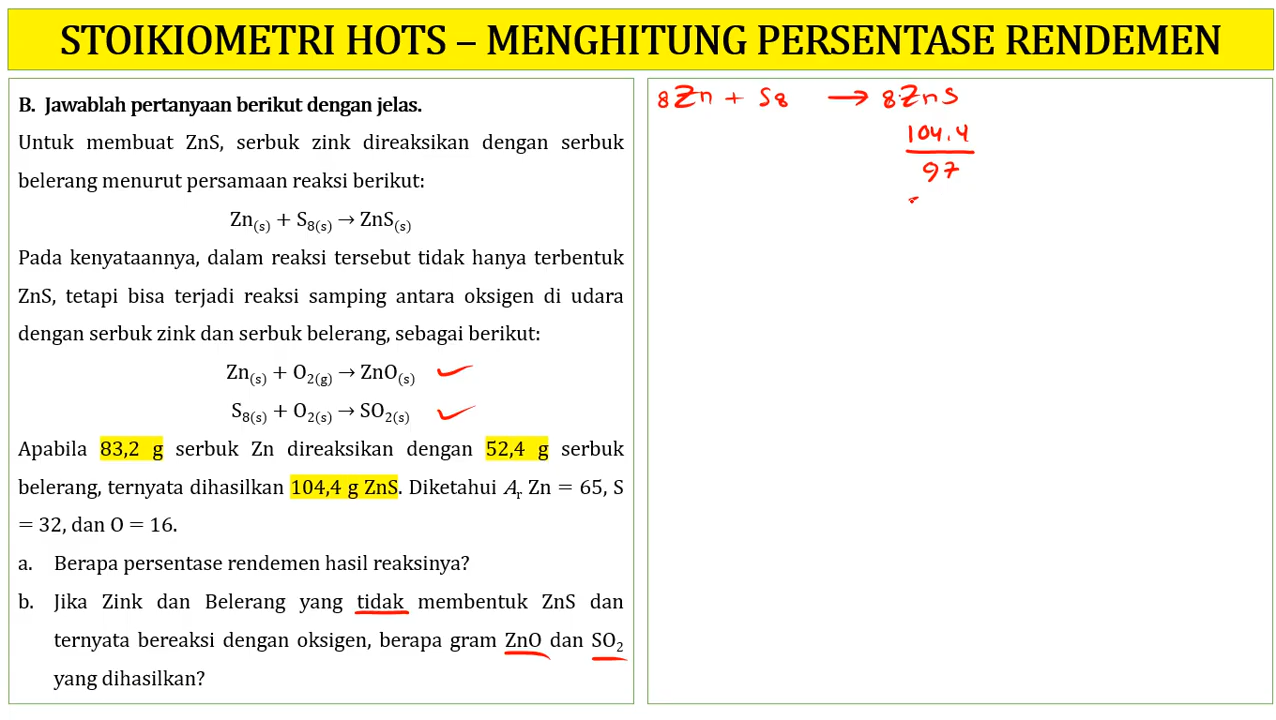 STOIKIOMETRI HOTS – MENGHITUNG PERSENTASE RENDEMEN
B. Jawablah pertanyaan berikut dengan jelas.
Untuk membuat ZnS, serbuk zink direaksikan dengan serbuk
belerang menurut persamaan reaksi berikut:
Zn(s) + S8(s) → ZnS(s)
Pada kenyataannya, dalam reaksi tersebut tidak hanya terbentuk
ZnS, tetapi bisa terjadi reaksi samping antara oksigen di udara
dengan serbuk zink dan serbuk belerang, sebagai berikut:
Zn(s) + O2(g) → ZnO(s)
S8(s) + O2(s) → SO2(s)
Apabila 83,2 g serbuk Zn direaksikan dengan 52,4 g serbuk
belerang, ternyata dihasilkan 104,4 g ZnS. Diketahui Ar Zn = 65, S
= 32, dan O = 16.
a. Berapa persentase rendemen hasil reaksinya?
b. Jika Zink dan Belerang yang tidak membentuk ZnS dan
ternyata bereaksi dengan oksigen, berapa gram ZnO dan SO2
yang dihasilkan?
8Zn + S8 → 8ZnS
104.4
97